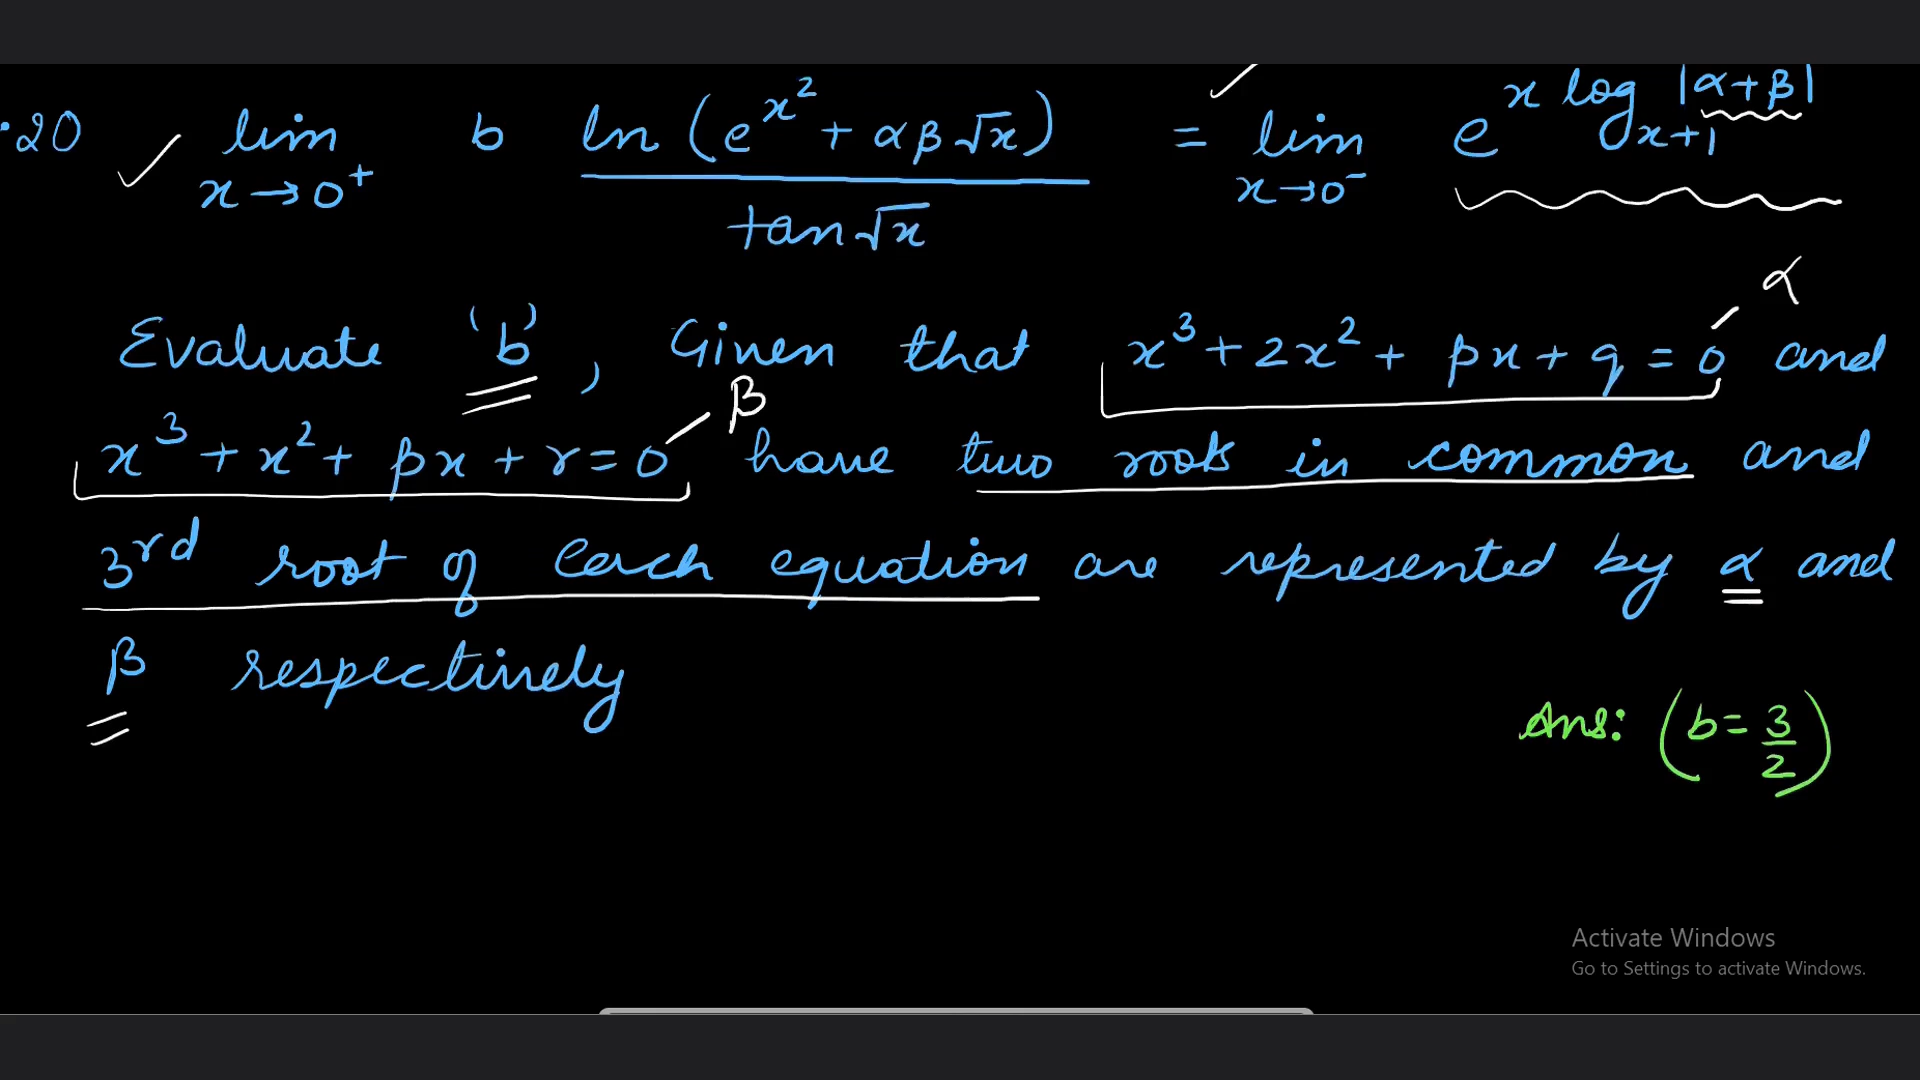 .20 lim x→0⁺ b ln(e^x² + αβ√x) / tan√x = lim x→0⁻ e^(x log_(x+1) |α+β|)
α
Evaluate 'b', Given that x³+2x²+ px+q=0 and
β
x³+x²+ px+r=0 have two roots in common and
3rd root of each equation are represented by α and
β respectively
Ans: (b=3/2)
Activate Windows
Go to Settings to activate Windows.